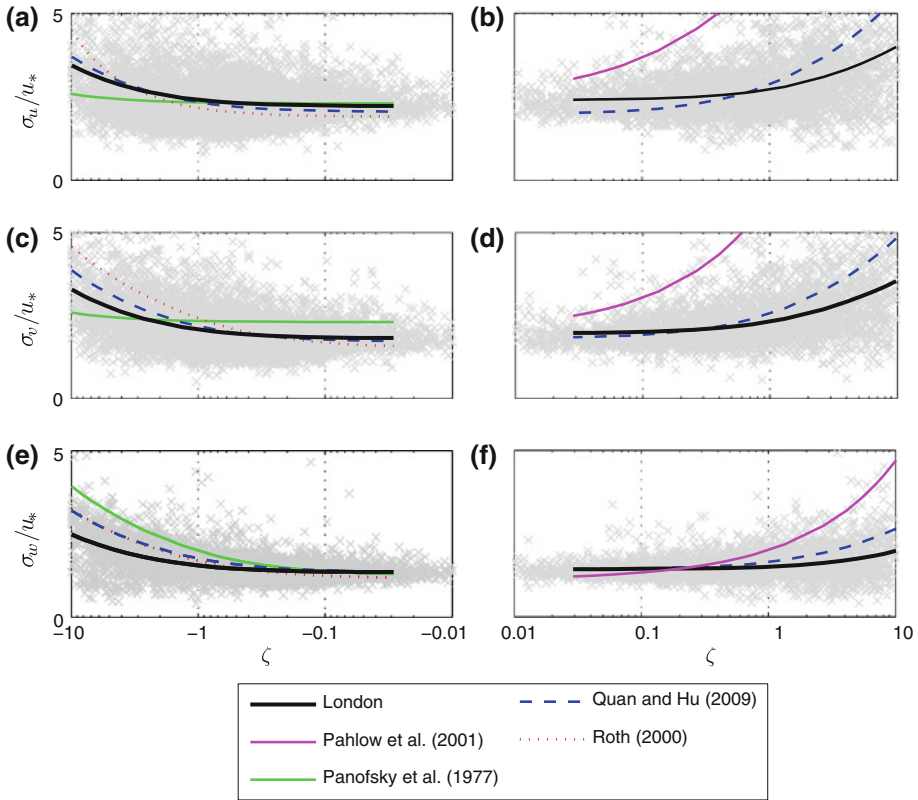 (a)
(b)
5
σu/u*
0
(c)
(d)
5
σv/u*
0
(e)
(f)
5
σw/u*
0
−10
−1
−0.1
−0.01
0.01
0.1
1
10
ζ
ζ
London
Quan and Hu (2009)
Pahlow et al. (2001)
Roth (2000)
Panofsky et al. (1977)